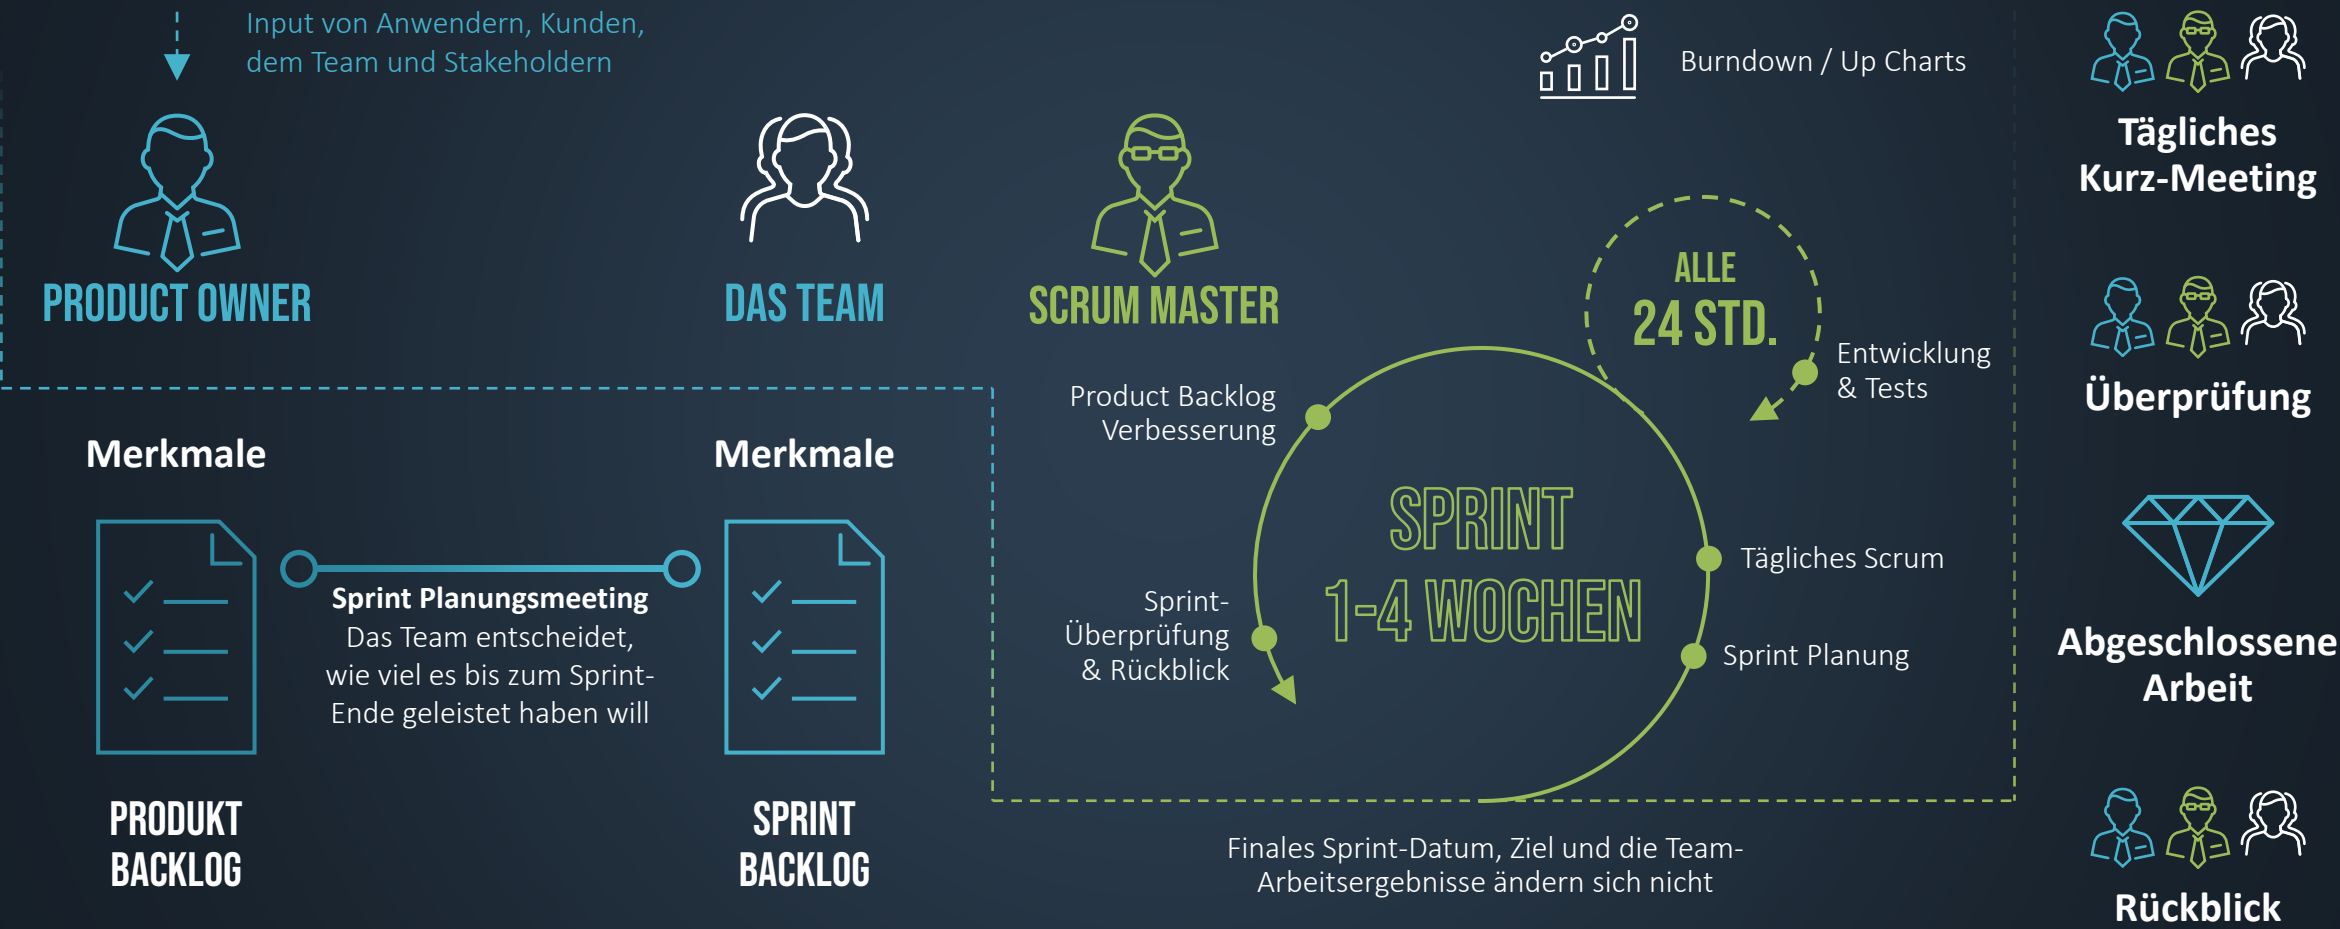 Input von Anwendern, Kunden,
dem Team und Stakeholdern
Burndown / Up Charts
PRODUCT OWNER
DAS TEAM
SCRUM MASTER
Merkmale
Merkmale
Sprint Planungsmeeting
Das Team entscheidet,
wie viel es bis zum Sprint-
Ende geleistet haben will
PRODUKT
BACKLOG
SPRINT
BACKLOG
ALLE
24 STD.
Entwicklung
& Tests
Product Backlog
Verbesserung
SPRINT
1-4 WOCHEN
Tägliches Scrum
Sprint Planung
Sprint-
Überprüfung
& Rückblick
Finales Sprint-Datum, Ziel und die Team-
Arbeitsergebnisse ändern sich nicht
Tägliches
Kurz-Meeting
Überprüfung
Abgeschlossene
Arbeit
Rückblick